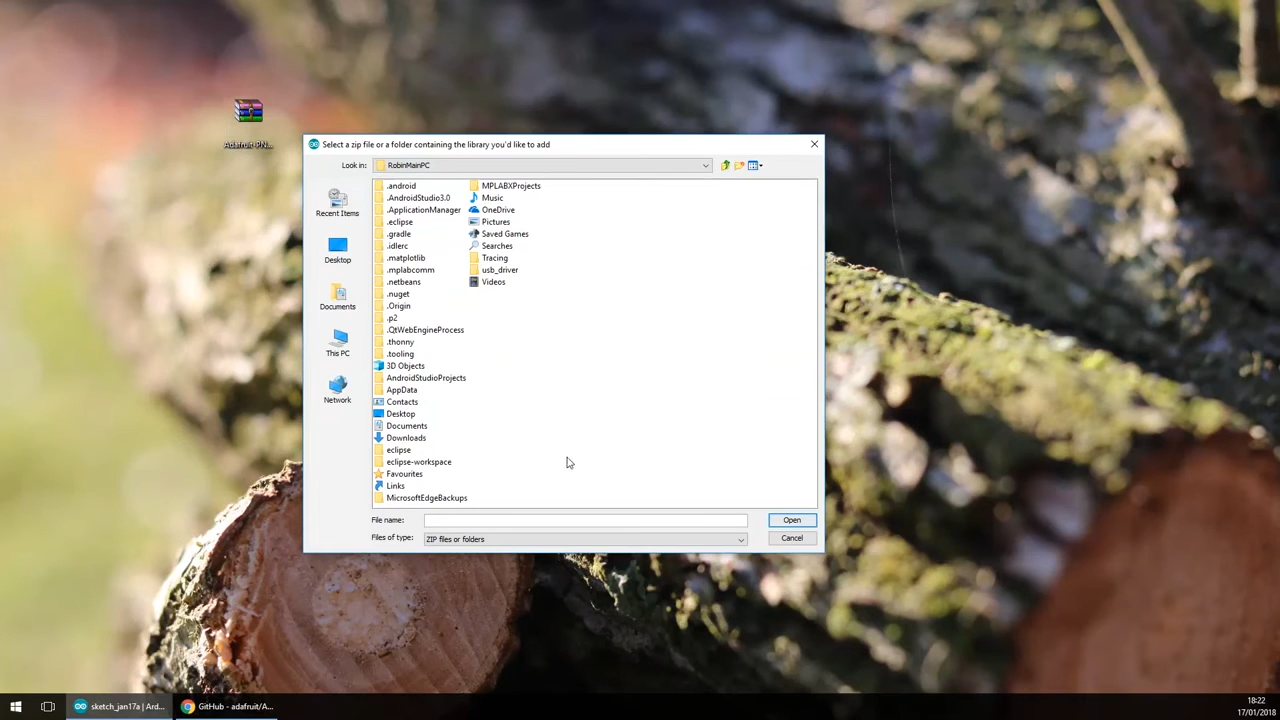 Adafruit-PN...
Select a zip file or a folder containing the library you'd like to add
Look in:
RobinMainPC
Recent Items
Desktop
Documents
This PC
Network
.android
.AndroidStudio3.0
.ApplicationManager
.eclipse
.gradle
.idlerc
.matplotlib
.mplabcomm
.netbeans
.nuget
.Origin
.p2
.QtWebEngineProcess
.thonny
.tooling
3D Objects
AndroidStudioProjects
AppData
Contacts
Desktop
Documents
Downloads
eclipse
eclipse-workspace
Favourites
Links
MicrosoftEdgeBackups
MPLABXProjects
Music
OneDrive
Pictures
Saved Games
Searches
Tracing
usb_driver
Videos
File name:
Open
Files of type:
ZIP files or folders
Cancel
sketch_jan17a | Ard...
GitHub - adafruit/A...
18:22
17/01/2018